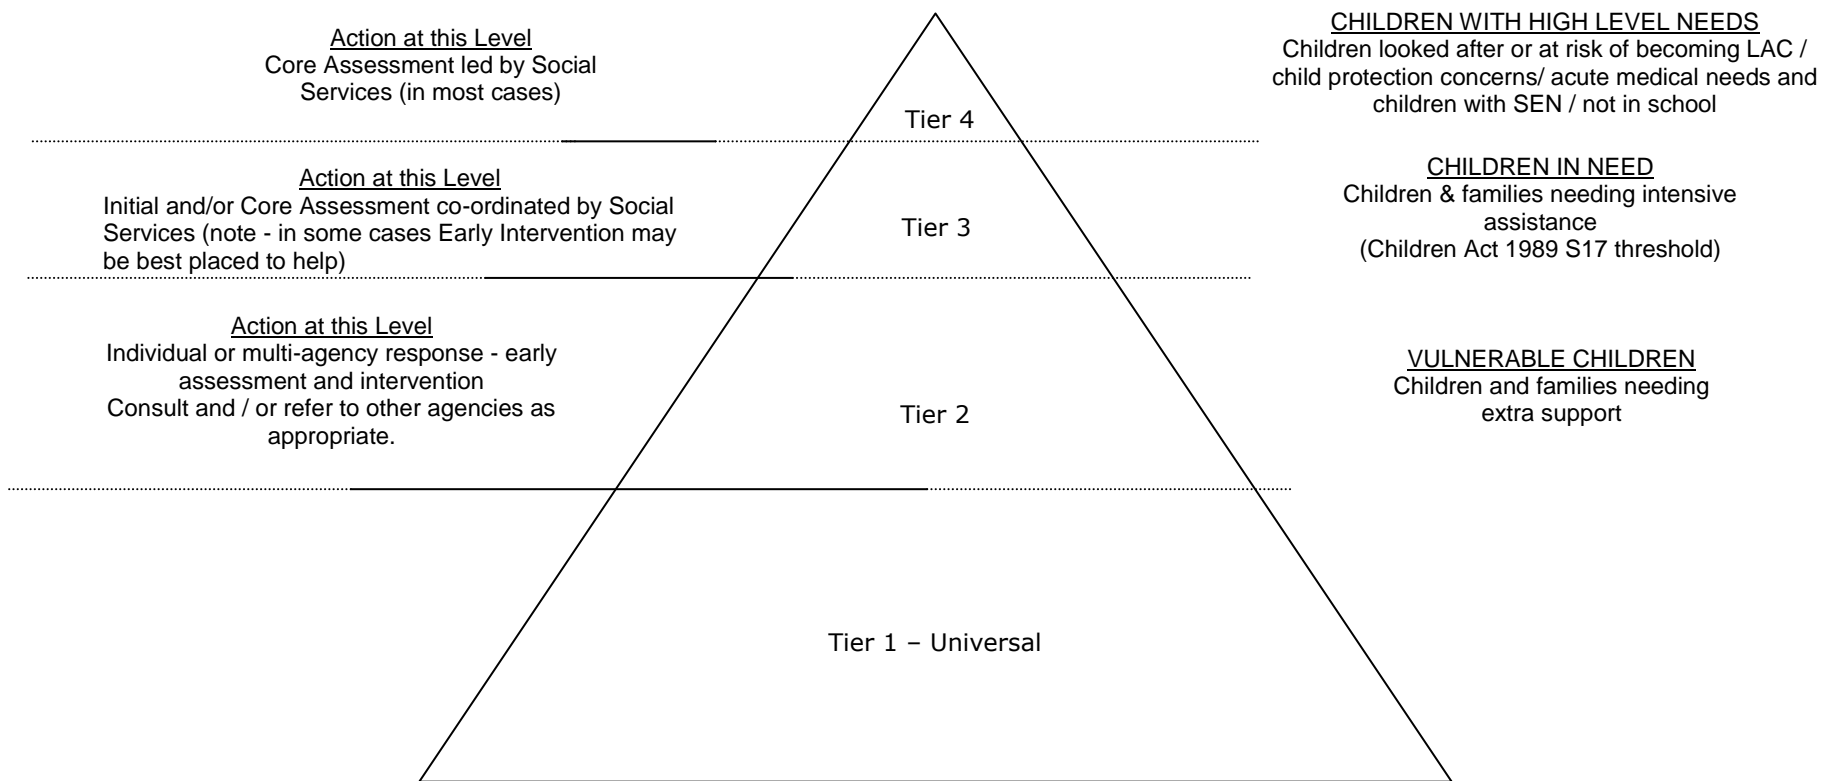 Action at this Level
Core Assessment led by Social
Services (in most cases)
CHILDREN WITH HIGH LEVEL NEEDS
Children looked after or at risk of becoming LAC /
child protection concerns/ acute medical needs and
children with SEN / not in school
Tier 4
Action at this Level
Initial and/or Core Assessment co-ordinated by Social
Services (note - in some cases Early Intervention may
be best placed to help)
Tier 3
CHILDREN IN NEED
Children & families needing intensive
assistance
(Children Act 1989 S17 threshold)
Action at this Level
Individual or multi-agency response - early
assessment and intervention
Consult and / or refer to other agencies as
appropriate.
Tier 2
VULNERABLE CHILDREN
Children and families needing
extra support
Tier 1 – Universal